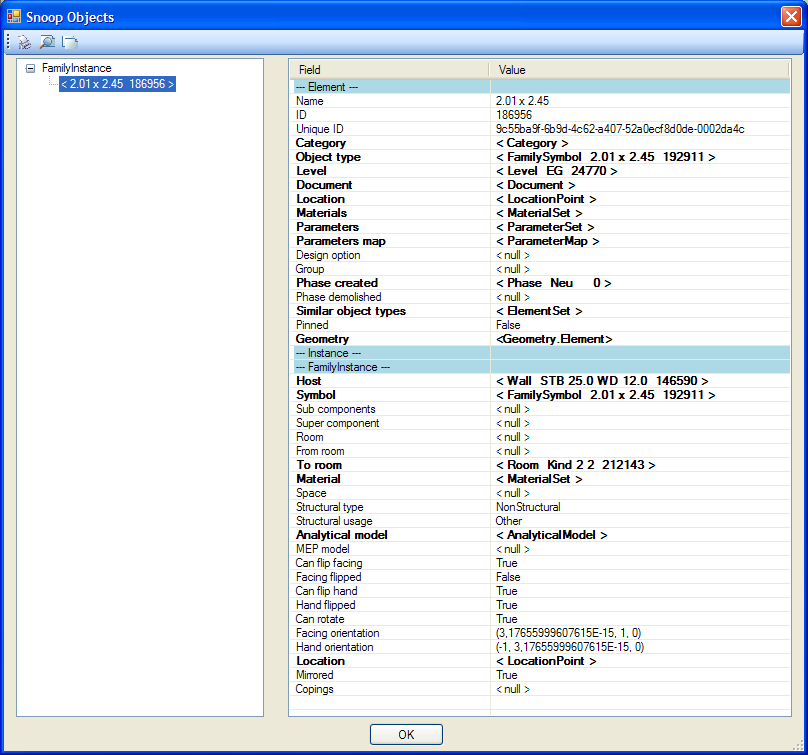 Snoop Objects
FamilyInstance
< 2.01 x 2.45  186956 >
Field Value
--- Element ---
Name 2.01 x 2.45
ID 186956
Unique ID 9c55ba9f-6b9d-4c62-a407-52a0ecf8d0de-0002da4c
Category < Category >
Object type < FamilySymbol  2.01 x 2.45  192911 >
Level < Level  EG  24770 >
Document < Document >
Location < LocationPoint >
Materials < MaterialSet >
Parameters < ParameterSet >
Parameters map < ParameterMap >
Design option < null >
Group < null >
Phase created < Phase  Neu  0 >
Phase demolished < null >
Similar object types < ElementSet >
Pinned False
Geometry <Geometry.Element>
--- Instance ---
--- FamilyInstance ---
Host < Wall  STB 25.0 WD 12.0  146590 >
Symbol < FamilySymbol  2.01 x 2.45  192911 >
Sub components < null >
Super component < null >
Room < null >
From room < null >
To room < Room  Kind 2 2  212143 >
Material < MaterialSet >
Space < null >
Structural type NonStructural
Structural usage Other
Analytical model < AnalyticalModel >
MEP model < null >
Can flip facing True
Facing flipped False
Can flip hand True
Hand flipped True
Can rotate True
Facing orientation (3,17655999607615E-15, 1, 0)
Hand orientation (-1, 3,17655999607615E-15, 0)
Location < LocationPoint >
Mirrored True
Copings < null >
OK